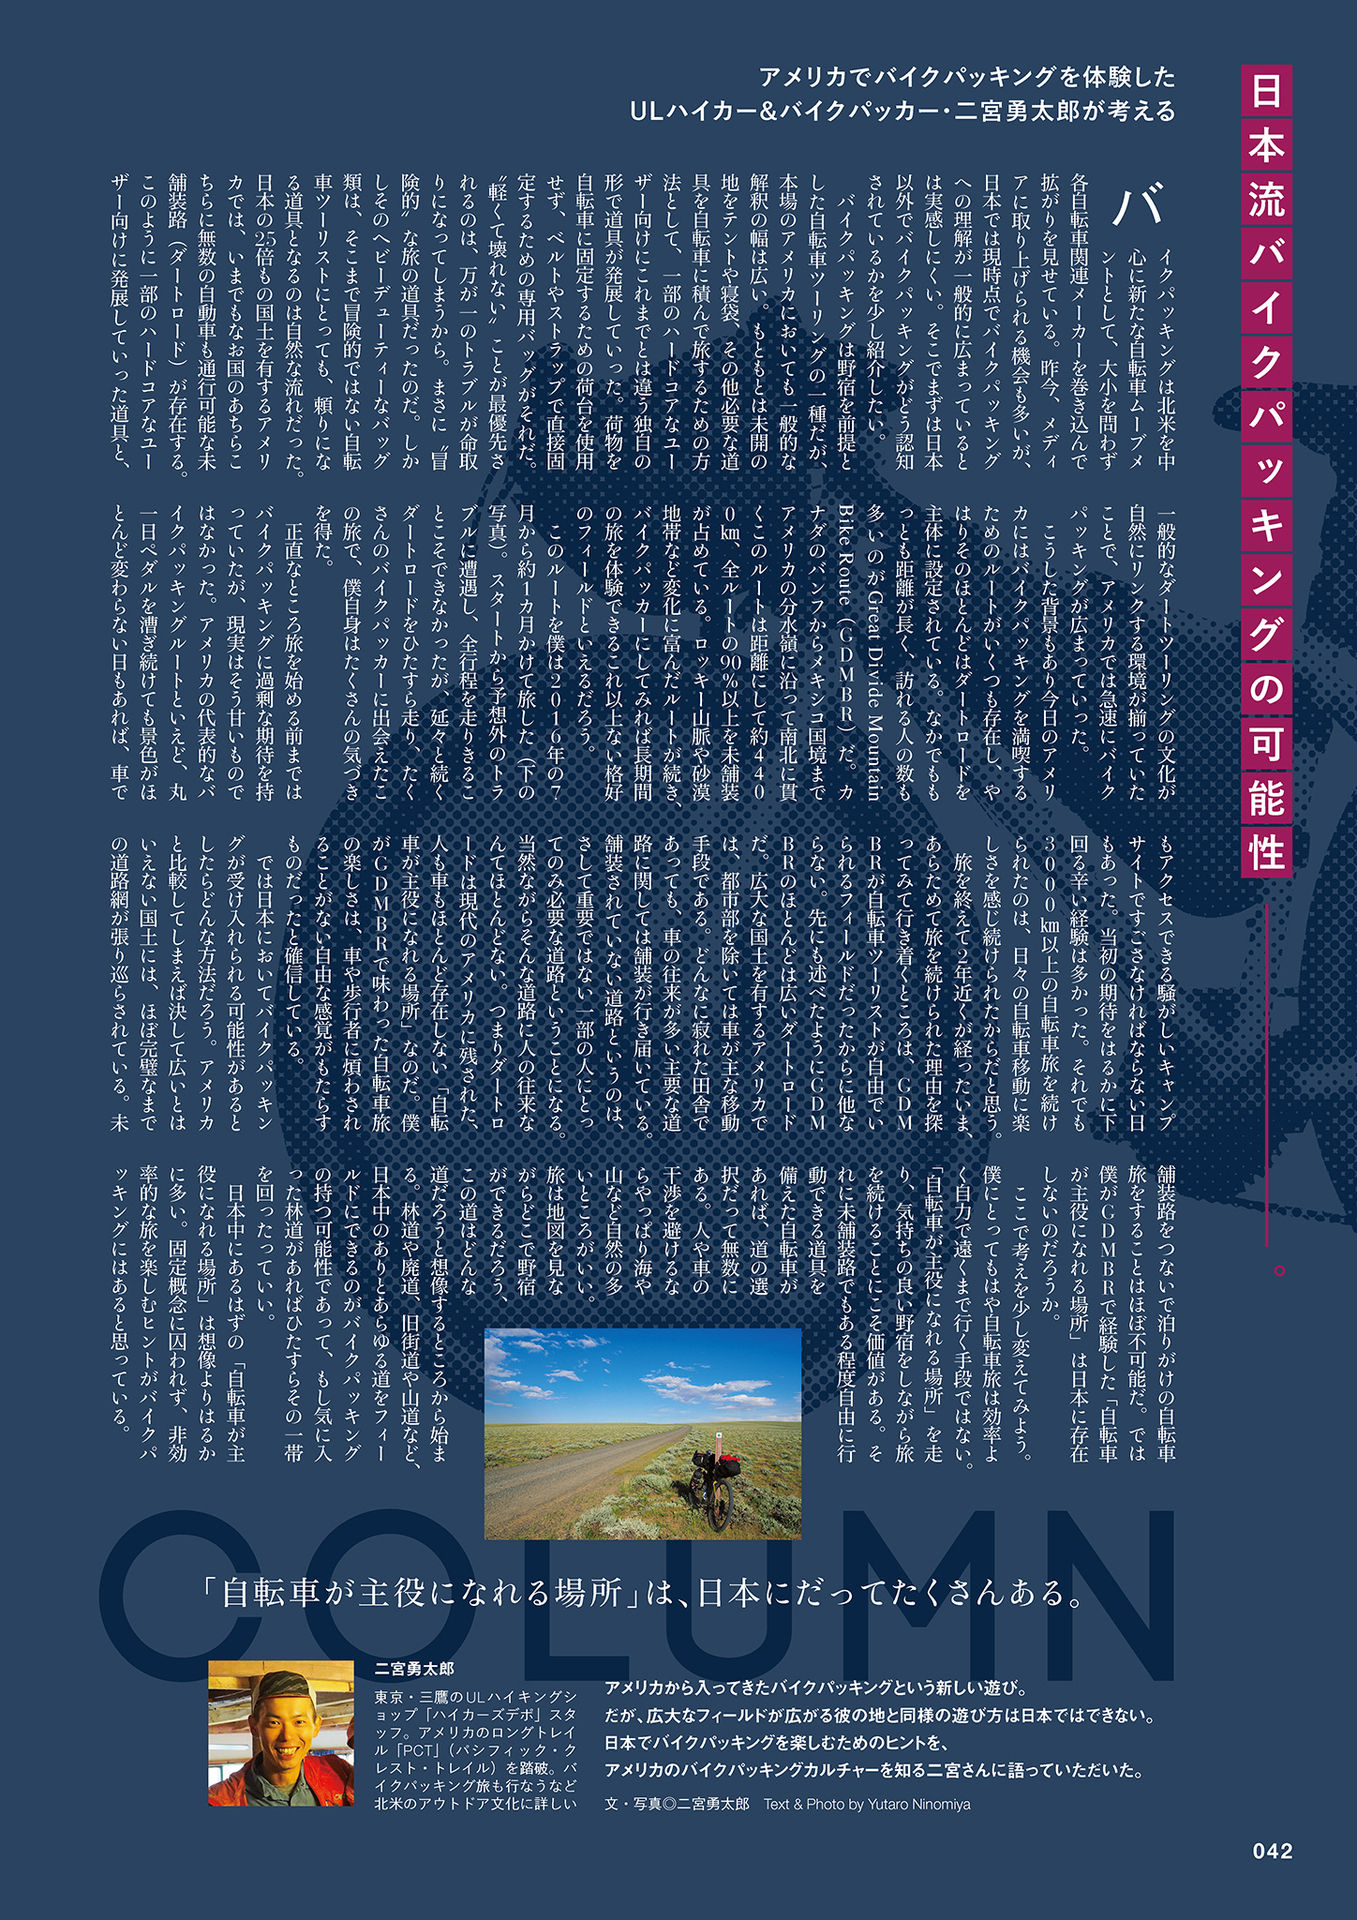 アメリカでバイクパッキングを体験した
ULハイカー&バイクパッカー・二宮勇太郎が考える
日本流バイクパッキングの可能性
。
バイクパッキングは北米を中
心に新たな自転車ムーブメ
ントとして、大小を問わず
各自転車関連メーカーを巻き込んで
拡がりを見せている。昨今、メディ
アに取り上げられる機会も多いが、
日本では現時点でバイクパッキング
への理解が一般的に広まっていると
は実感しにくい。そこでまずは日本
以外でバイクパッキングがどう認知
されているかを少し紹介したい。
バイクパッキングは野宿を前提と
した自転車ツーリングの一種だが、
本場のアメリカにおいても一般的な
解釈の幅は広い。もともとは未開の
地をテントや寝袋、その他必要な道
具を自転車に積んで旅するための方
法として、一部のハードコアなユー
ザー向けにこれまでとは違う独自の
形で道具が発展していった。荷物を
自転車に固定するための荷台を使用
せず、ベルトやストラップで直接固
定するための専用バッグがそれだ。
〝軽くて壊れない〟ことが最優先さ
れるのは、万が一のトラブルが命取
りになってしまうから。まさに〝冒
険的〟な旅の道具だったのだ。しか
しそのヘビーデューティーなバッグ
類は、そこまで冒険的ではない自転
車ツーリストにとっても、頼りにな
る道具となるのは自然な流れだった。
日本の25倍もの国土を有するアメリ
カでは、いまでもなお国のあちらこ
ちらに無数の自動車も通行可能な未
舗装路（ダートロード）が存在する。
このように一部のハードコアなユー
ザー向けに発展していった道具と、
一般的なダートツーリングの文化が
自然にリンクする環境が揃っていた
ことで、アメリカでは急速にバイク
パッキングが広まっていった。
こうした背景もあり今日のアメリ
カにはバイクパッキングを満喫する
ためのルートがいくつも存在し、や
はりそのほとんどはダートロードを
主体に設定されている。なかでもも
っとも距離が長く、訪れる人の数も
多いのがGreat Divide Mountain
Bike Route（GDMBR）だ。カ
ナダのバンフからメキシコ国境まで
アメリカの分水嶺に沿って南北に貫
くこのルートは距離にして約440
0km、全ルートの90％以上を未舗装
が占めている。ロッキー山脈や砂漠
地帯など変化に富んだルートが続き、
バイクパッカーにしてみれば長期間
の旅を体験できるこれ以上ない格好
のフィールドといえるだろう。
このルートを僕は2016年の7
月から約1カ月かけて旅した（下の
写真）。スタートから予想外のトラ
ブルに遭遇し、全行程を走りきるこ
とこそできなかったが、延々と続く
ダートロードをひたすら走り、たく
さんのバイクパッカーに出会えたこ
の旅で、僕自身はたくさんの気づき
を得た。
正直なところ旅を始める前までは
バイクパッキングに過剰な期待を持
っていたが、現実はそう甘いもので
はなかった。アメリカの代表的なバ
イクパッキングルートといえど、丸
一日ペダルを漕ぎ続けても景色がほ
とんど変わらない日もあれば、車で
もアクセスできる騒がしいキャンプ
サイトですごさなければならない日
もあった。当初の期待をはるかに下
回る辛い経験は多かった。それでも
3000km以上の自転車旅を続け
られたのは、日々の自転車移動に楽
しさを感じ続けられたからだと思う。
旅を終えて2年近くが経ったいま、
あらためて旅を続けられた理由を探
ってみて行き着くところは、GDM
BRが自転車ツーリストが自由でい
られるフィールドだったからに他な
らない。先にも述べたようにGDM
BRのほとんどは広いダートロード
だ。広大な国土を有するアメリカで
は、都市部を除いては車が主な移動
手段である。どんなに寂れた田舎で
あっても、車の往来が多い主要な道
路に関しては舗装が行き届いている。
舗装されていない道路というのは、
さして重要ではない一部の人にとっ
てのみ必要な道路ということになる。
当然ながらそんな道路に人の往来な
んてほとんどない。つまりダートロ
ードは現代のアメリカに残された、
人も車もほとんど存在しない「自転
車が主役になれる場所」なのだ。僕
がGDMBRで味わった自転車旅
の楽しさは、車や歩行者に煩わされ
ることがない自由な感覚がもたらす
ものだったと確信している。
では日本においてバイクパッキン
グが受け入れられる可能性があると
したらどんな方法だろう。アメリカ
と比較してしまえば決して広いとは
いえない国土には、ほぼ完璧なまで
の道路網が張り巡らされている。未
舗装路をつないで泊りがけの自転車
旅をすることはほぼ不可能だ。では
僕がGDMBRで経験した「自転車
が主役になれる場所」は日本に存在
しないのだろうか。
ここで考えを少し変えてみよう。
僕にとってもはや自転車旅は効率よ
く自力で遠くまで行く手段ではない。
「自転車が主役になれる場所」を走
り、気持ちの良い野宿をしながら旅
を続けることにこそ価値がある。そ
れに未舗装路でもある程度自由に行
動できる道具を
備えた自転車が
あれば、道の選
択だって無数に
ある。人や車の
干渉を避けるな
らやっぱり海や
山など自然の多
いところがいい。
旅は地図を見な
がらどこで野宿
ができるだろう、
この道はどんな
道だろうと想像するところから始ま
る。林道や廃道、旧街道や山道など、
日本中のありとあらゆる道をフィー
ルドにできるのがバイクパッキング
の持つ可能性であって、もし気に入
った林道があればひたすらその一帯
を回ったっていい。
日本中にあるはずの「自転車が主
役になれる場所」は想像よりはるか
に多い。固定概念に囚われず、非効
率的な旅を楽しむヒントがバイクパ
ッキングにはあると思っている。
COLUMN
「自転車が主役になれる場所」は、日本にだってたくさんある。
二宮勇太郎
東京・三鷹のULハイキングシ
ョップ「ハイカーズデポ」スタ
ッフ。アメリカのロングトレイ
ル「PCT」（パシフィック・ク
レスト・トレイル）を踏破。バ
イクパッキング旅も行なうなど
北米のアウトドア文化に詳しい
アメリカから入ってきたバイクパッキングという新しい遊び。
だが、広大なフィールドが広がる彼の地と同様の遊び方は日本ではできない。
日本でバイクパッキングを楽しむためのヒントを、
アメリカのバイクパッキングカルチャーを知る二宮さんに語っていただいた。
文・写真◎二宮勇太郎 Text & Photo by Yutaro Ninomiya
042